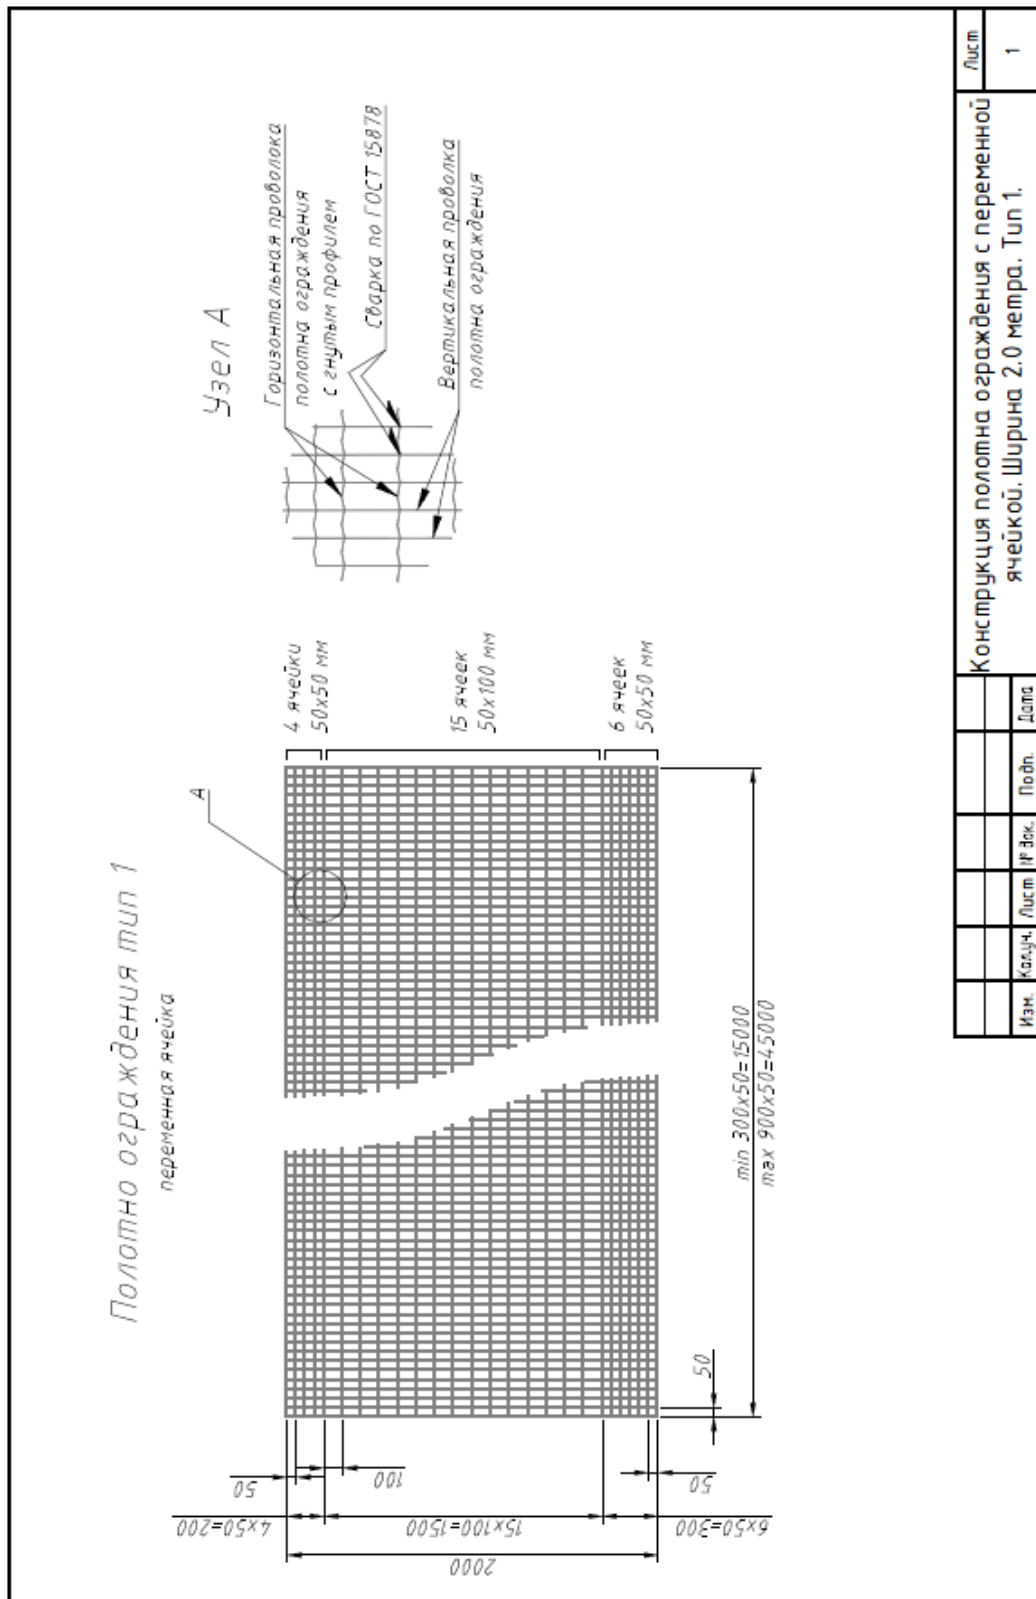 Полотно ограждения тип 1
переменная ячейка
Узел А
Горизонтальная проволока
полотна ограждения
с гнутым профилем
Сварка по ГОСТ 15878
Вертикальная проволка
полотна ограждения
А
4 ячейки
50х50 мм
15 ячеек
50х100 мм
6 ячеек
50х50 мм
50
100
50
4х50=200
15х100=1500
6х50=300
2000
50
min 300х50=15000
max 900х50=45000
Изм. Кол.уч. Лист № док. Подп. Дата
Конструкция полотна ограждения с переменной
ячейкой. Ширина 2.0 метра. Тип 1.
Лист
1